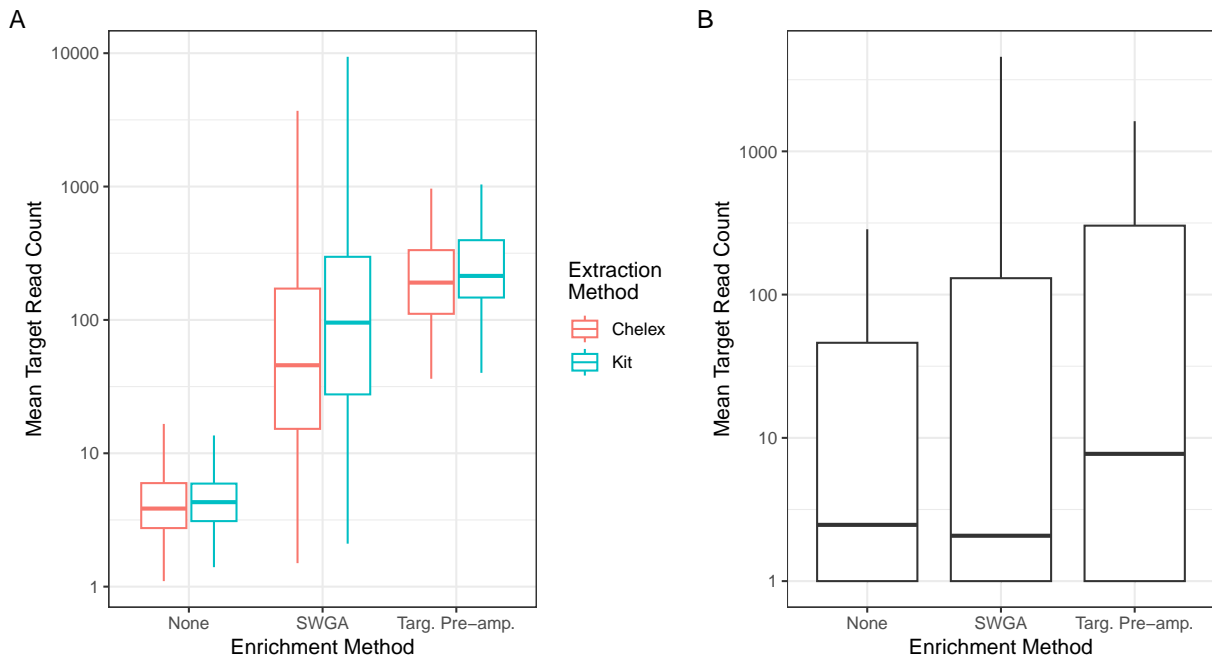 A
Mean Target Read Count
10000
1000
100
10
1
None
SWGA
Targ. Pre−amp.
Enrichment Method
Extraction
Method
Chelex
Kit
B
Mean Target Read Count
1000
100
10
1
None
SWGA
Targ. Pre−amp.
Enrichment Method